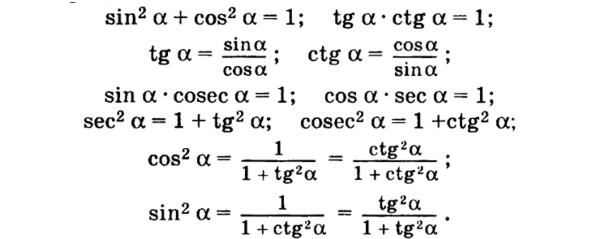 sin² α + cos² α = 1; tg α · ctg α = 1;
tg α = sinα/cosα; ctg α = cosα/sinα;
sin α · cosec α = 1; cos α · sec α = 1;
sec² α = 1 + tg² α; cosec² α = 1 +ctg² α;
cos² α = 1/(1 + tg²α) = ctg²α/(1 + ctg²α);
sin² α = 1/(1 + ctg²α) = tg²α/(1 + tg²α).